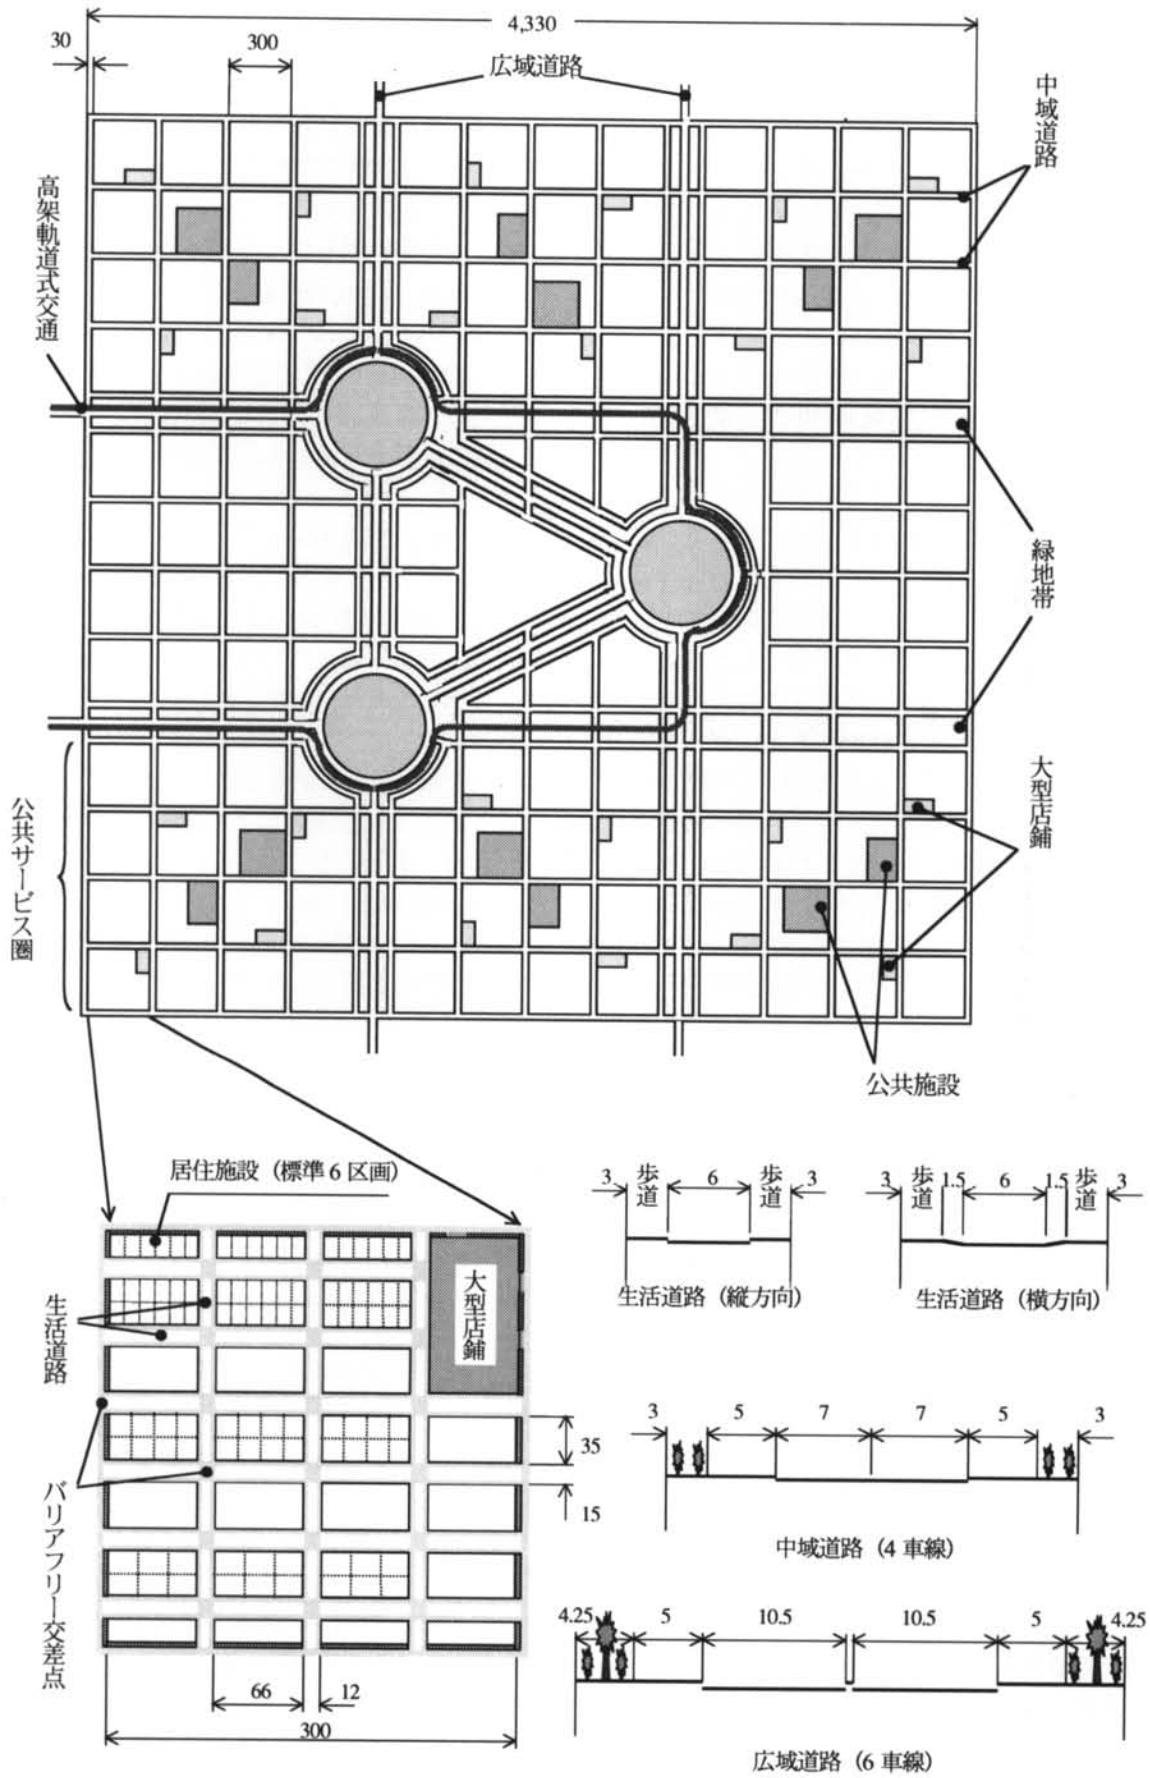 4,330
30
300
広域道路
中域道路
高架軌道式交通
緑地帯
大型店舗
公共サービス圏
公共施設
居住施設（標準6区画）
大型店舗
生活道路
バリアフリー交差点
35
15
66
12
300
3
歩道
6
歩道
3
生活道路（縦方向）
3
歩道
1.5
6
1.5
歩道
3
生活道路（横方向）
3
5
7
7
5
3
中域道路（4車線）
4.25
5
10.5
10.5
5
4.25
広域道路（6車線）